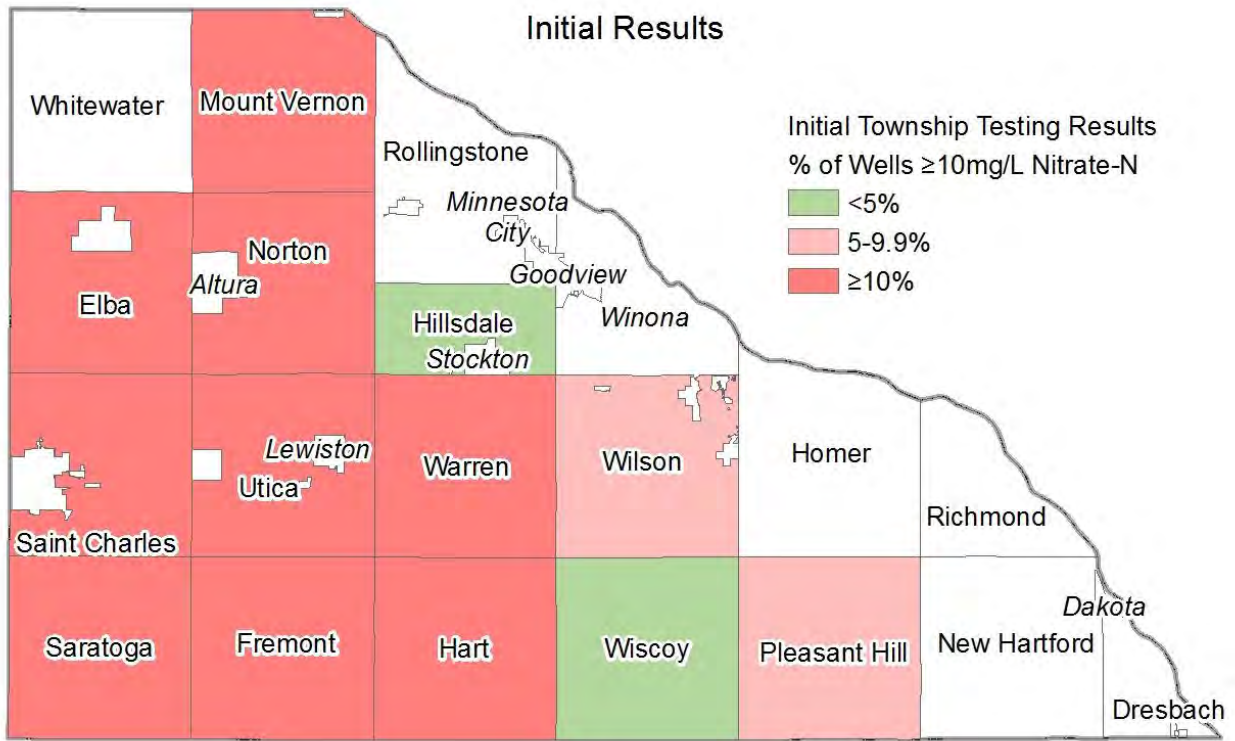 Initial Results
Initial Township Testing Results
% of Wells ≥10mg/L Nitrate-N
<5%
5-9.9%
≥10%
Whitewater
Mount Vernon
Rollingstone
Minnesota
City
Norton
Altura
Elba
Goodview
Winona
Hillsdale
Stockton
Lewiston
Utica
Warren
Wilson
Homer
Richmond
Saint Charles
Saratoga
Fremont
Hart
Wiscoy
Pleasant Hill
New Hartford
Dakota
Dresbach